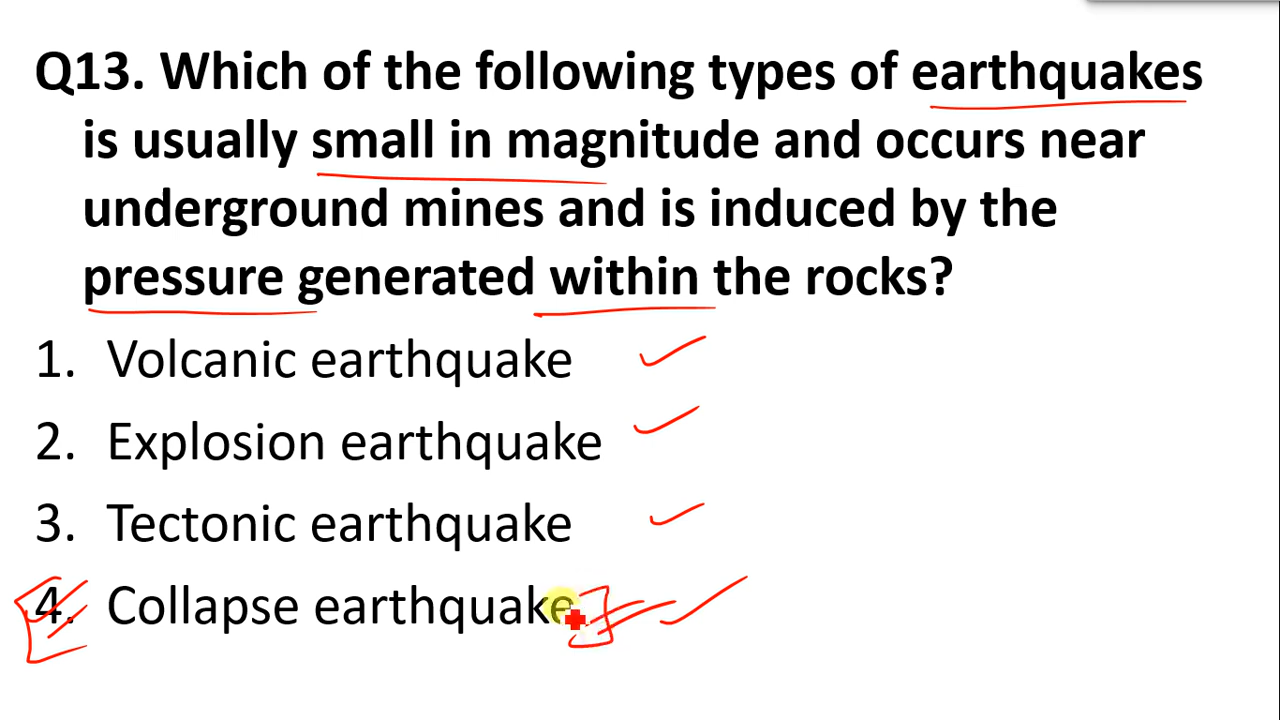 Q13. Which of the following types of earthquakes
is usually small in magnitude and occurs near
underground mines and is induced by the
pressure generated within the rocks?
1. Volcanic earthquake
2. Explosion earthquake
3. Tectonic earthquake
4. Collapse earthquake